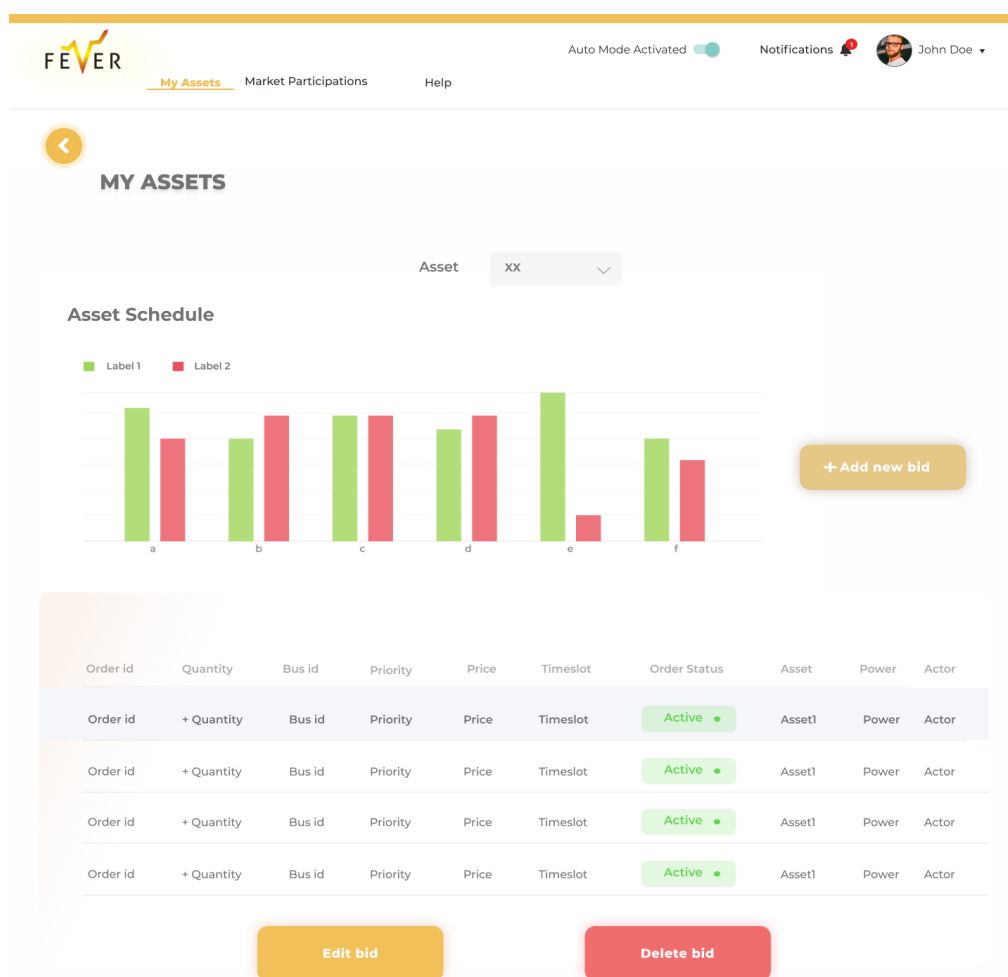 FEVER
Auto Mode Activated
Notifications
1
John Doe
My Assets
Market Participations
Help
MY ASSETS
Asset
XX
Asset Schedule
Label 1
Label 2
a
b
c
d
e
f
+ Add new bid
Order id Quantity Bus id Priority Price Timeslot Order Status Asset Power Actor
Order id + Quantity Bus id Priority Price Timeslot Active Asset1 Power Actor
Order id + Quantity Bus id Priority Price Timeslot Active Asset1 Power Actor
Order id + Quantity Bus id Priority Price Timeslot Active Asset1 Power Actor
Order id + Quantity Bus id Priority Price Timeslot Active Asset1 Power Actor
Edit bid
Delete bid